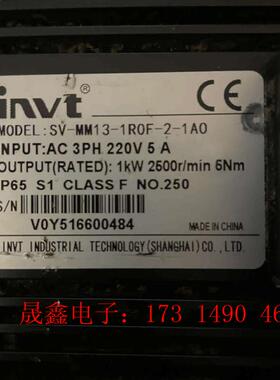 invt
CE
MODEL: SV-MM13-1R0F-2-1A0
INPUT: AC 3PH 220V 5 A
OUTPUT(RATED): 1kW 2500r/min 6Nm
IP65 S1 CLASS F NO.250
S/N
V0Y516600484
MADE IN CHINA
INVT INDUSTRIAL TECHNOLOGY(SHANGHAI) CO., LTD.
晟鑫电子：173 1490 46